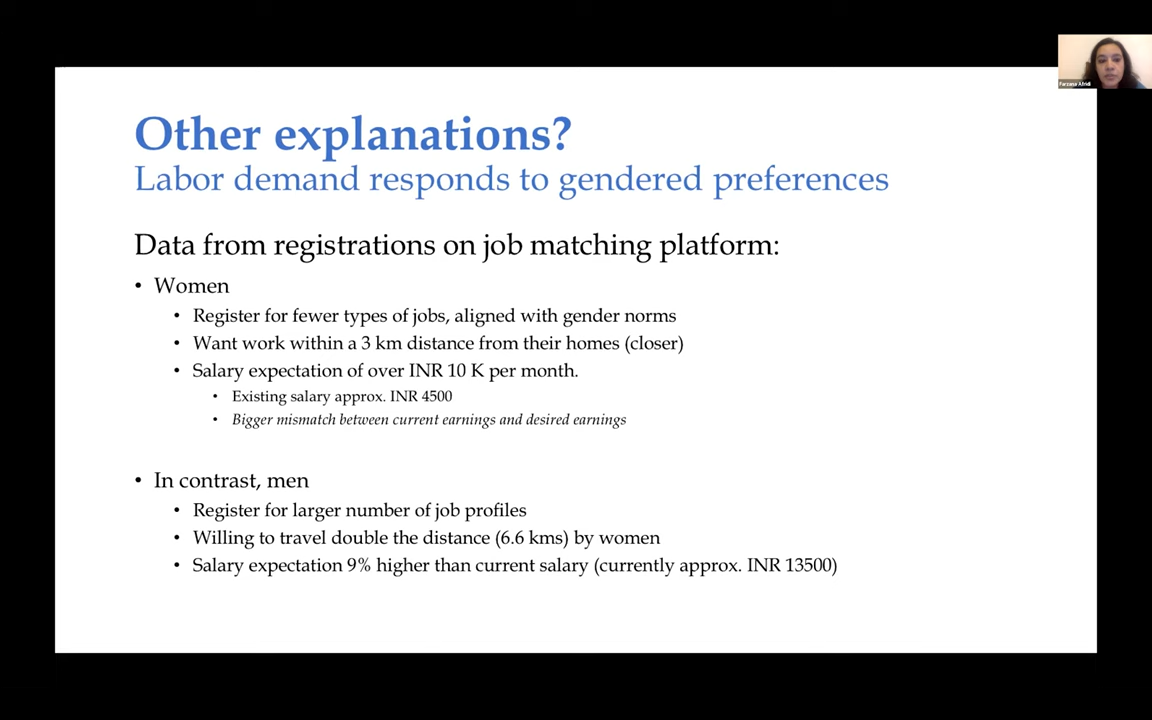 Other explanations?
Labor demand responds to gendered preferences
Data from registrations on job matching platform:
• Women
• Register for fewer types of jobs, aligned with gender norms
• Want work within a 3 km distance from their homes (closer)
• Salary expectation of over INR 10 K per month.
• Existing salary approx. INR 4500
• Bigger mismatch between current earnings and desired earnings
• In contrast, men
• Register for larger number of job profiles
• Willing to travel double the distance (6.6 kms) by women
• Salary expectation 9% higher than current salary (currently approx. INR 13500)
Farzana Afridi